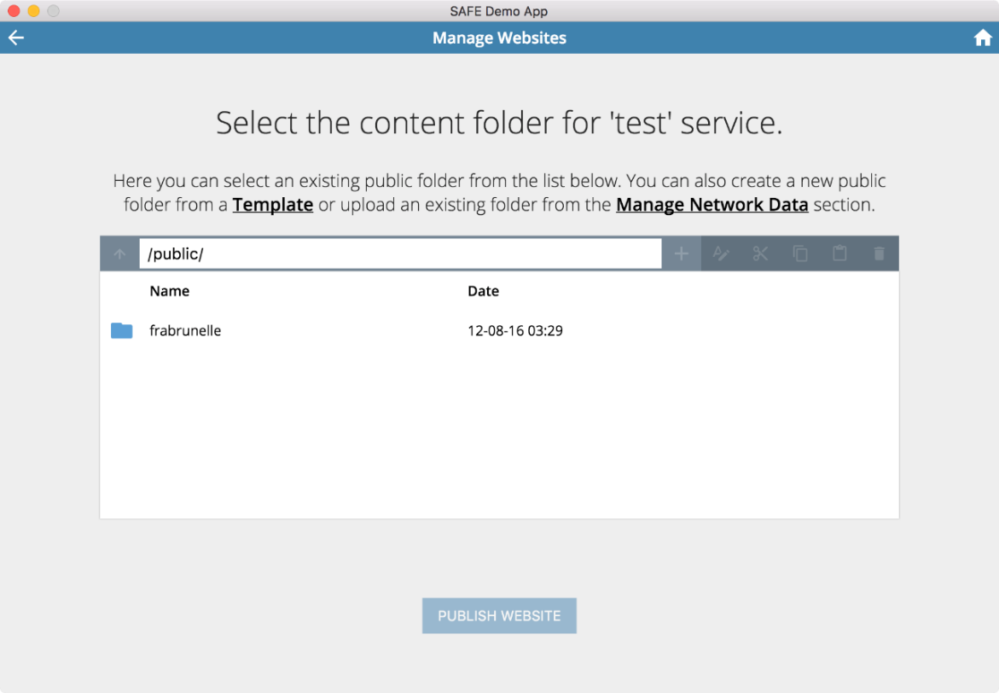 SAFE Demo App
Manage Websites
Select the content folder for 'test' service.
Here you can select an existing public folder from the list below. You can also create a new public
folder from a Template or upload an existing folder from the Manage Network Data section.
/public/
Name Date
frabrunelle 12-08-16 03:29
PUBLISH WEBSITE